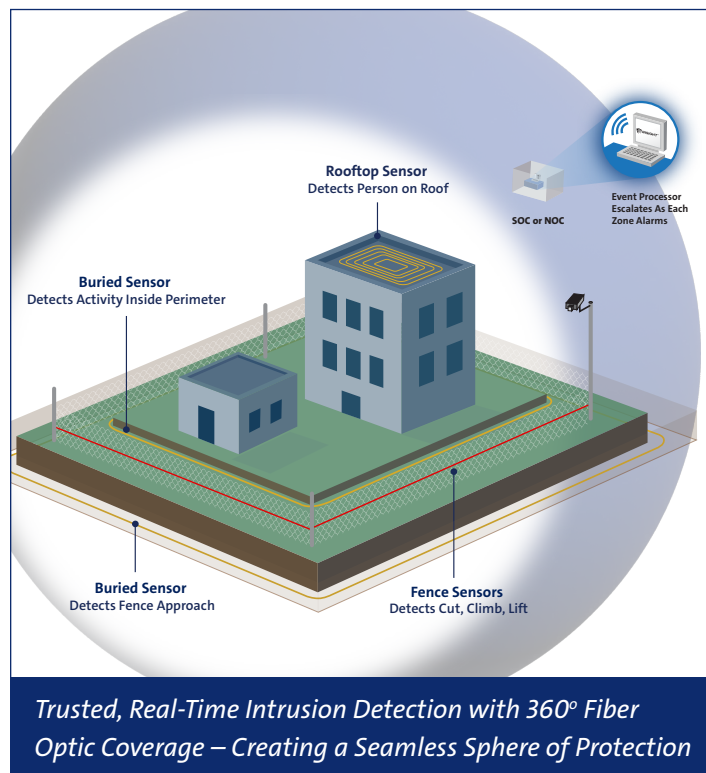 Rooftop Sensor
Detects Person on Roof
SOC or NOC
Event Processor
Escalates As Each
Zone Alarms
Buried Sensor
Detects Activity Inside Perimeter
Buried Sensor
Detects Fence Approach
Fence Sensors
Detects Cut, Climb, Lift
Trusted, Real-Time Intrusion Detection with 360º Fiber
Optic Coverage – Creating a Seamless Sphere of Protection